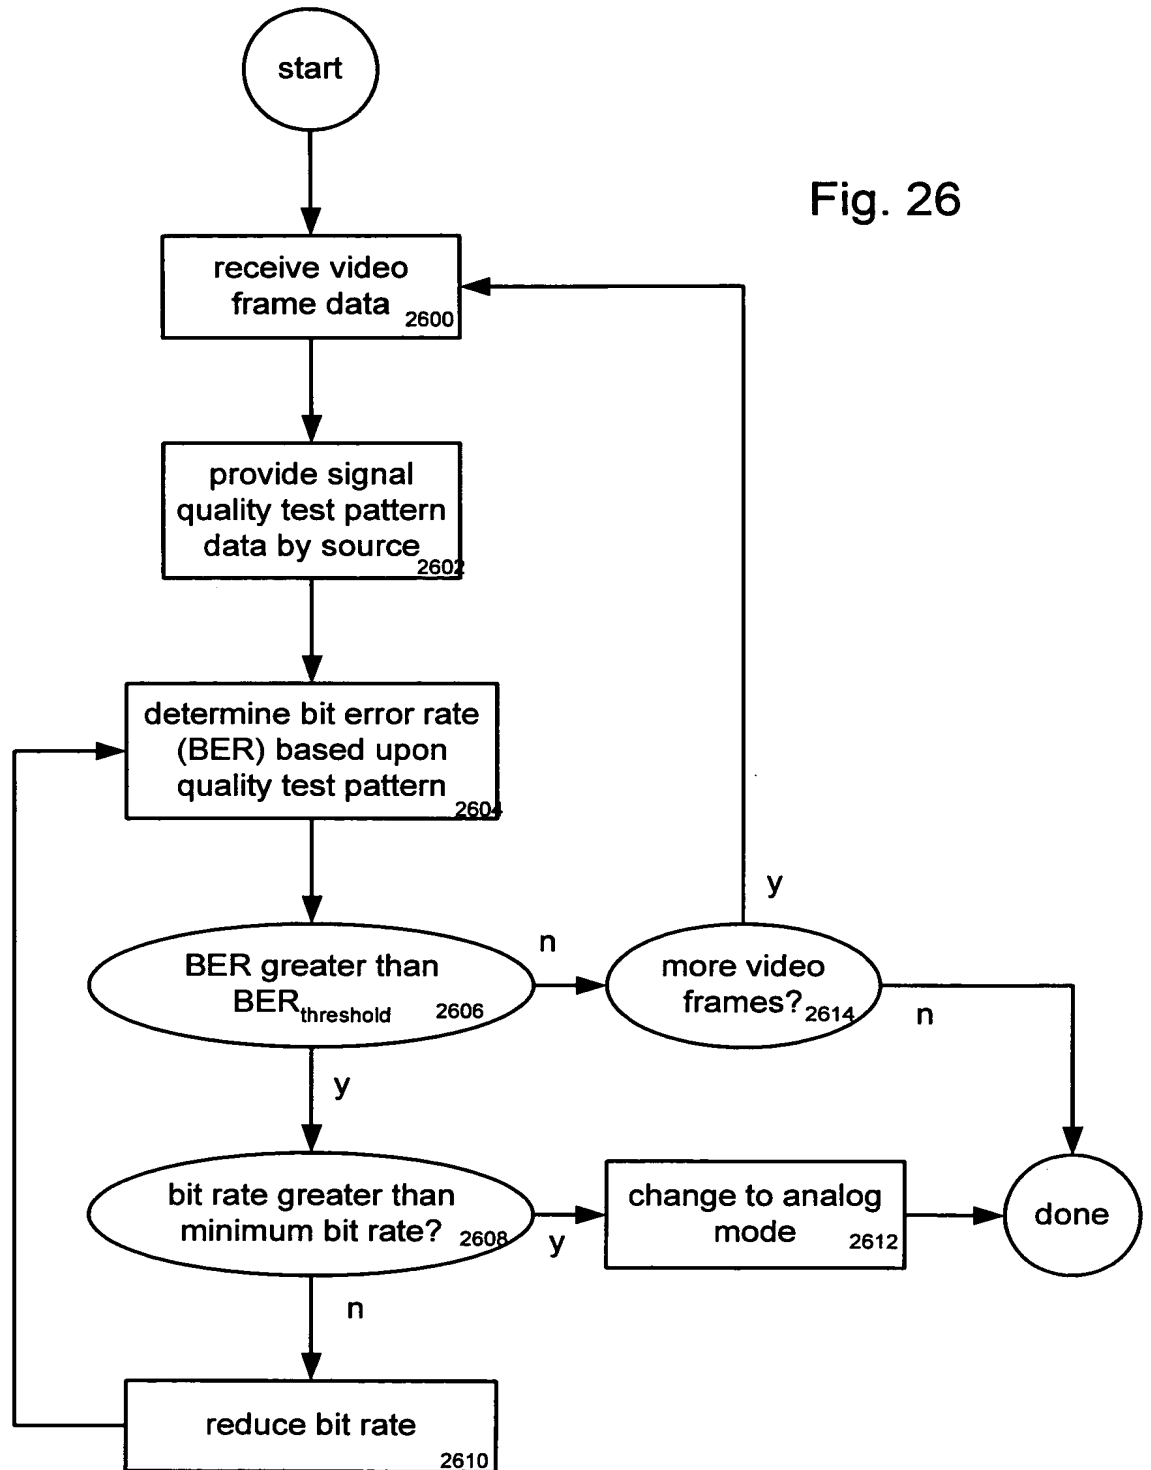 start
Fig. 26
receive video
frame data
2600
provide signal
quality test pattern
data by source
2602
determine bit error rate
(BER) based upon
quality test pattern
2604
y
n
BER greater than
BERthreshold
2606
more video
frames?
2614
n
y
bit rate greater than
minimum bit rate?
2608
y
change to analog
mode
2612
done
n
reduce bit rate
2610